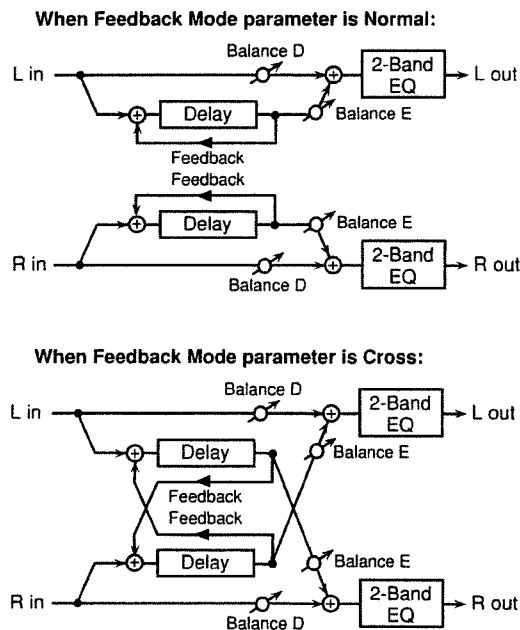 When Feedback Mode parameter is Normal:
Balance D
L in
2-Band
EQ
L out
Delay
Balance E
Feedback
Feedback
Delay
Balance E
R in
Balance D
2-Band
EQ
R out
When Feedback Mode parameter is Cross:
Balance D
L in
2-Band
EQ
L out
Delay
Balance E
Feedback
Feedback
Delay
Balance E
R in
Balance D
2-Band
EQ
R out